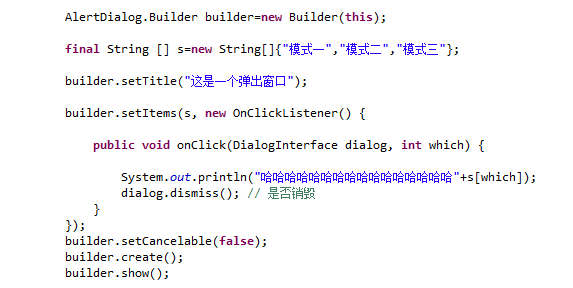 AlertDialog.Builder builder=new Builder(this);
final String [] s=new String[]{"模式一","模式二","模式三"};
builder.setTitle("这是一个弹出窗口");
builder.setItems(s, new OnClickListener() {
public void onClick(DialogInterface dialog, int which) {
System.out.println("哈哈哈哈哈哈哈哈哈哈哈哈哈哈哈哈"+s[which]);
dialog.dismiss(); // 是否销毁
}
});
builder.setCancelable(false);
builder.create();
builder.show();